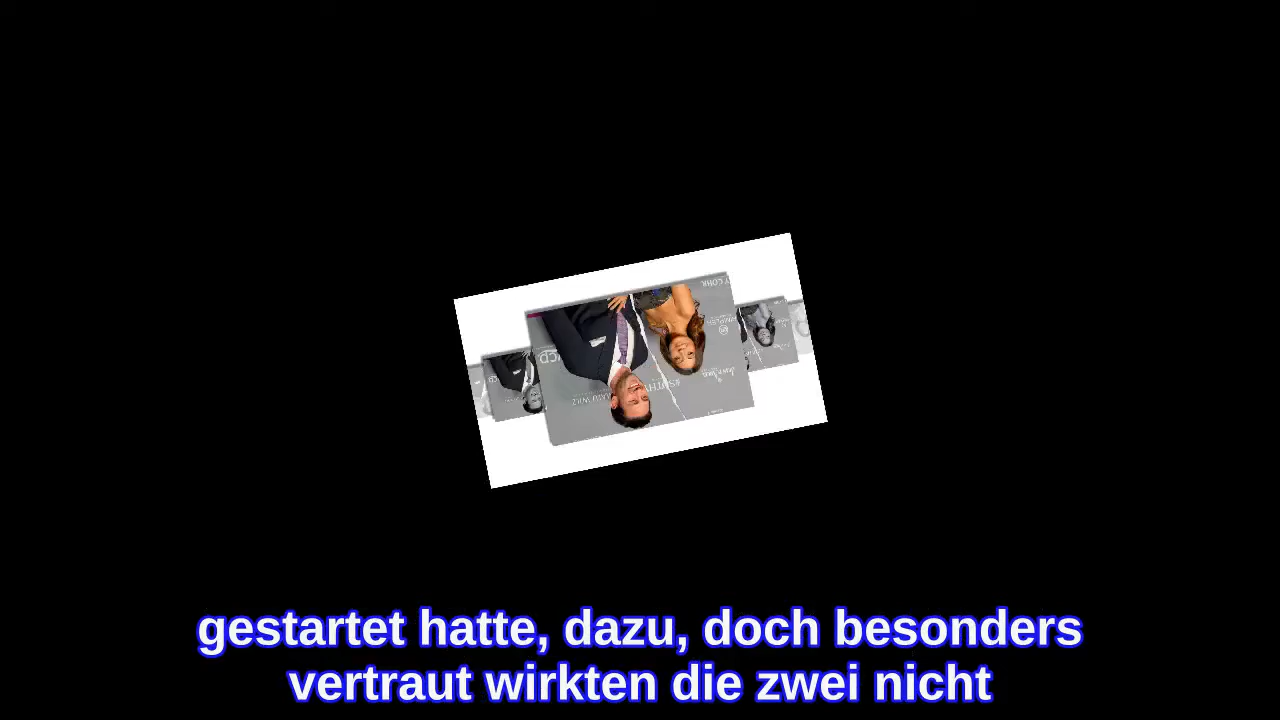 gestartet hatte, dazu, doch besonders
vertraut wirkten die zwei nicht